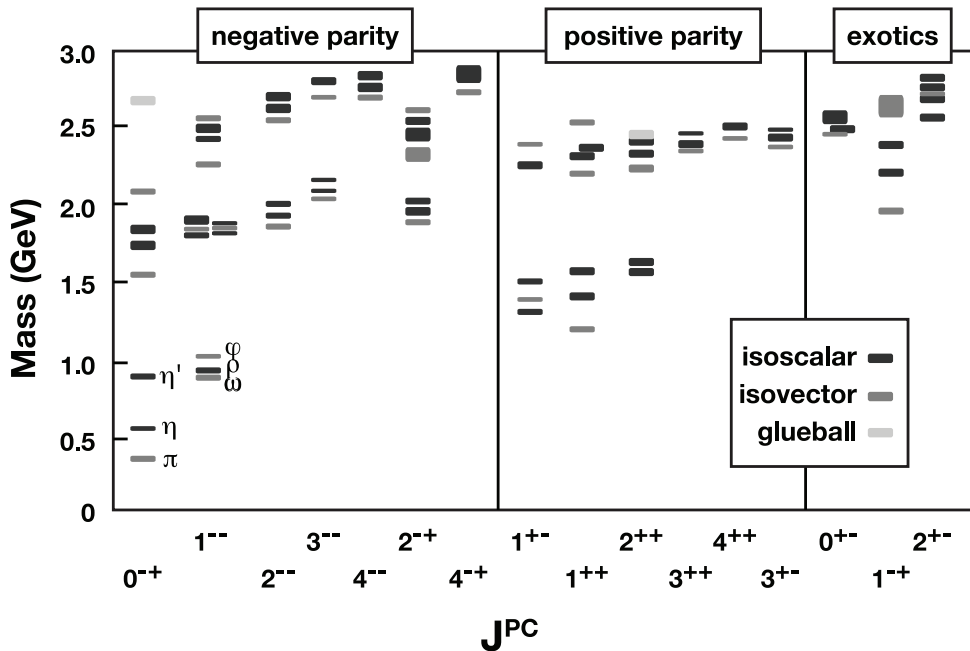 negative parity
positive parity
exotics
3.0
2.5
2.0
1.5
1.0
0.5
0
Mass (GeV)
φ
ρ
ω
η'
η
π
isoscalar
isovector
glueball
1⁻⁻ 3⁻⁻ 2⁻⁺ 1⁺⁻ 2⁺⁺ 4⁺⁺ 0⁺⁻ 2⁺⁻
0⁻⁺ 2⁻⁻ 4⁻⁻ 4⁻⁺ 1⁺⁺ 3⁺⁺ 3⁺⁻ 1⁻⁺
Jᴾᶜ